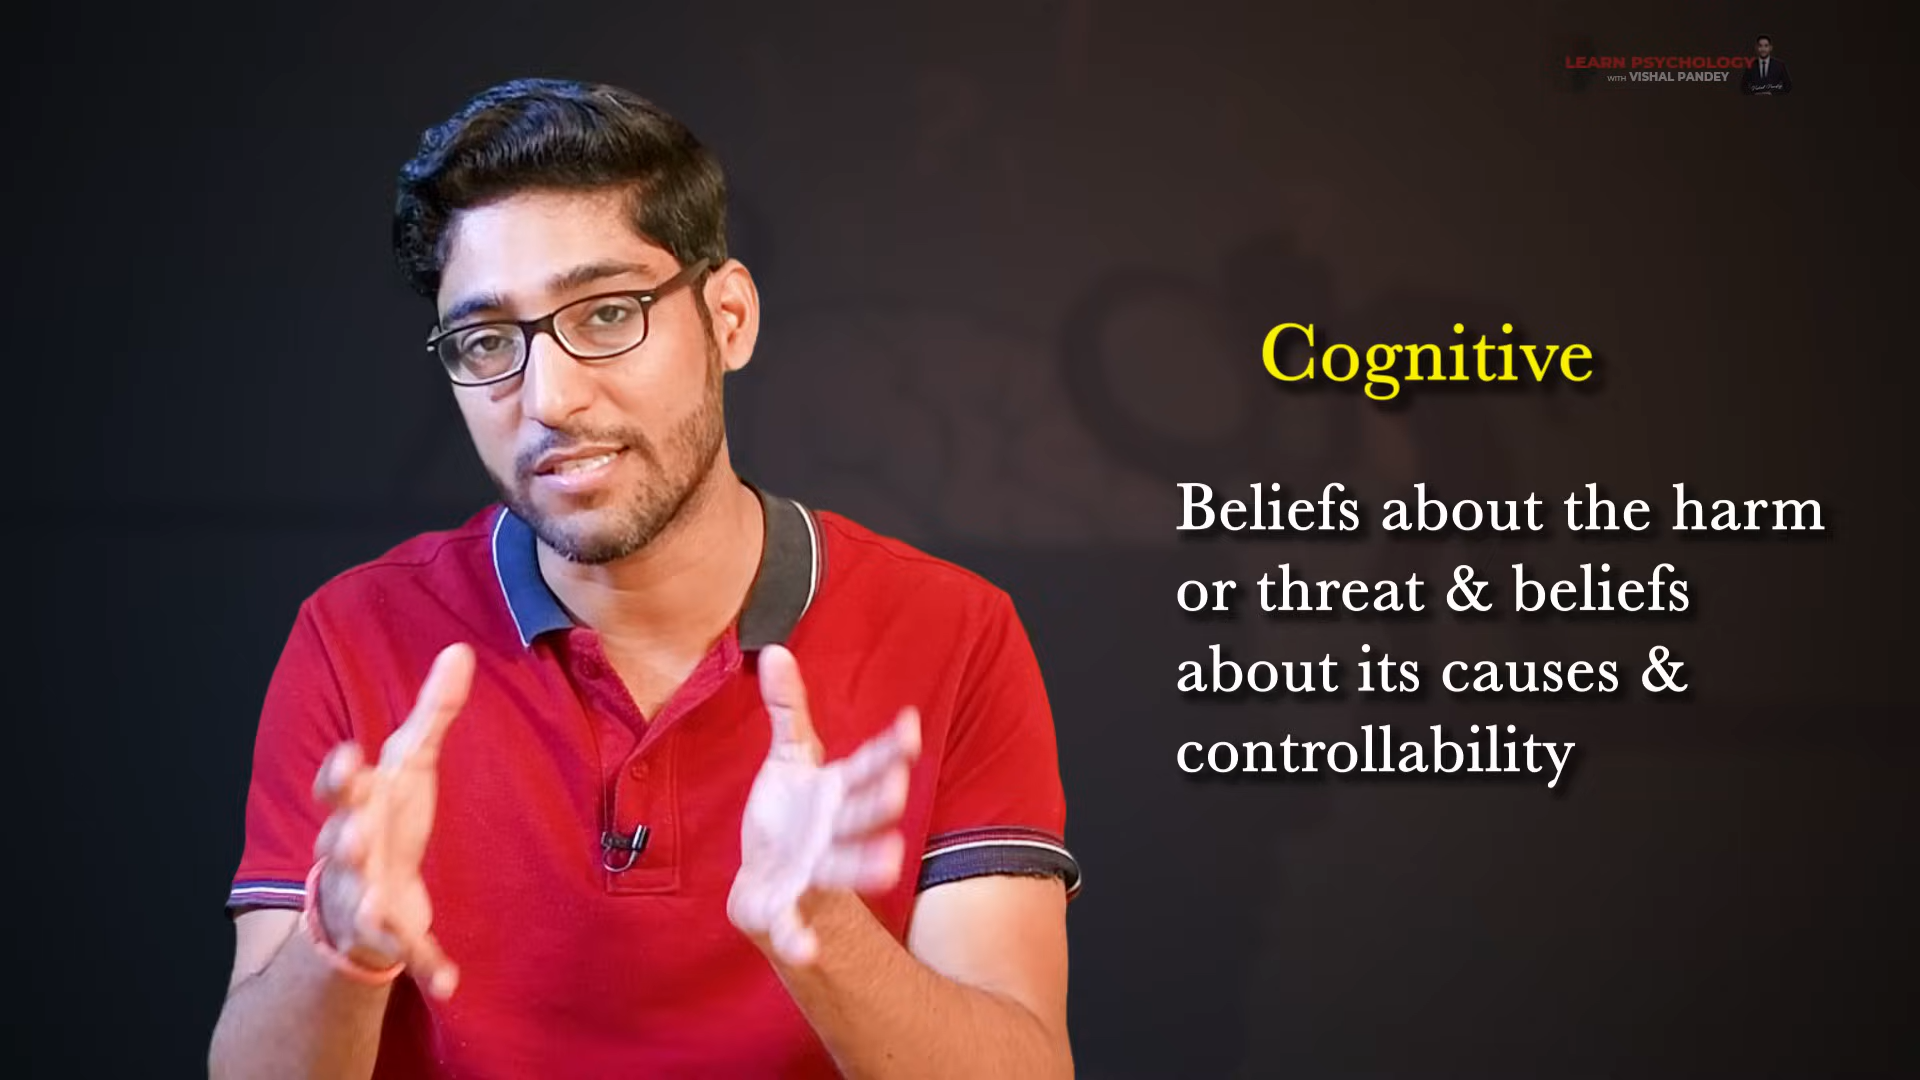 LEARN PSYCHOLOGY
WITH VISHAL PANDEY
Cognitive
Beliefs about the harm
or threat & beliefs
about its causes &
controllability